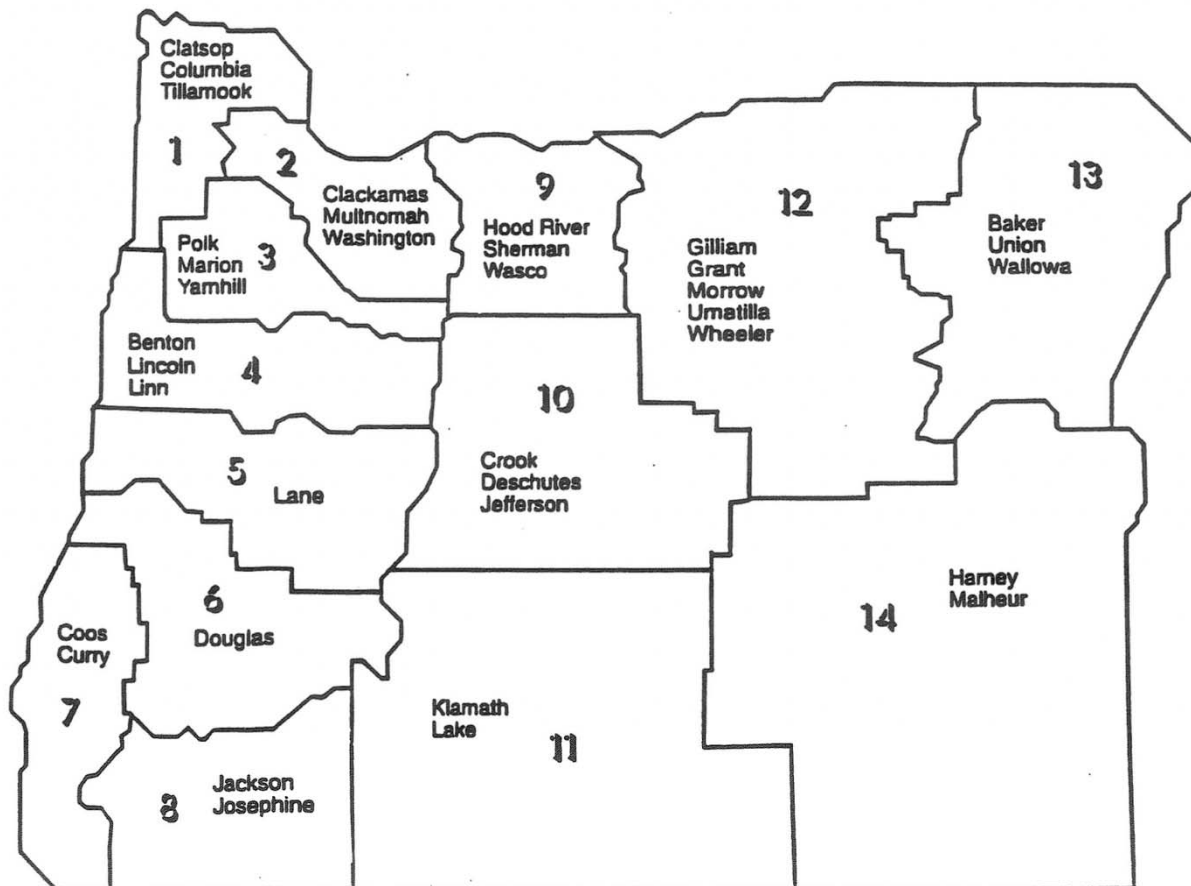 Clatsop
Columbia
Tillamook
1
2
Clackamas
Multnomah
Washington
Polk
Marion
Yamhill
3
Benton
Lincoln
Linn
4
5
Lane
6
Douglas
Coos
Curry
7
8
Jackson
Josephine
9
Hood River
Sherman
Wasco
10
Crook
Deschutes
Jefferson
Klamath
Lake
11
12
Gilliam
Grant
Morrow
Umatilla
Wheeler
13
Baker
Union
Wallowa
14
Harney
Malheur